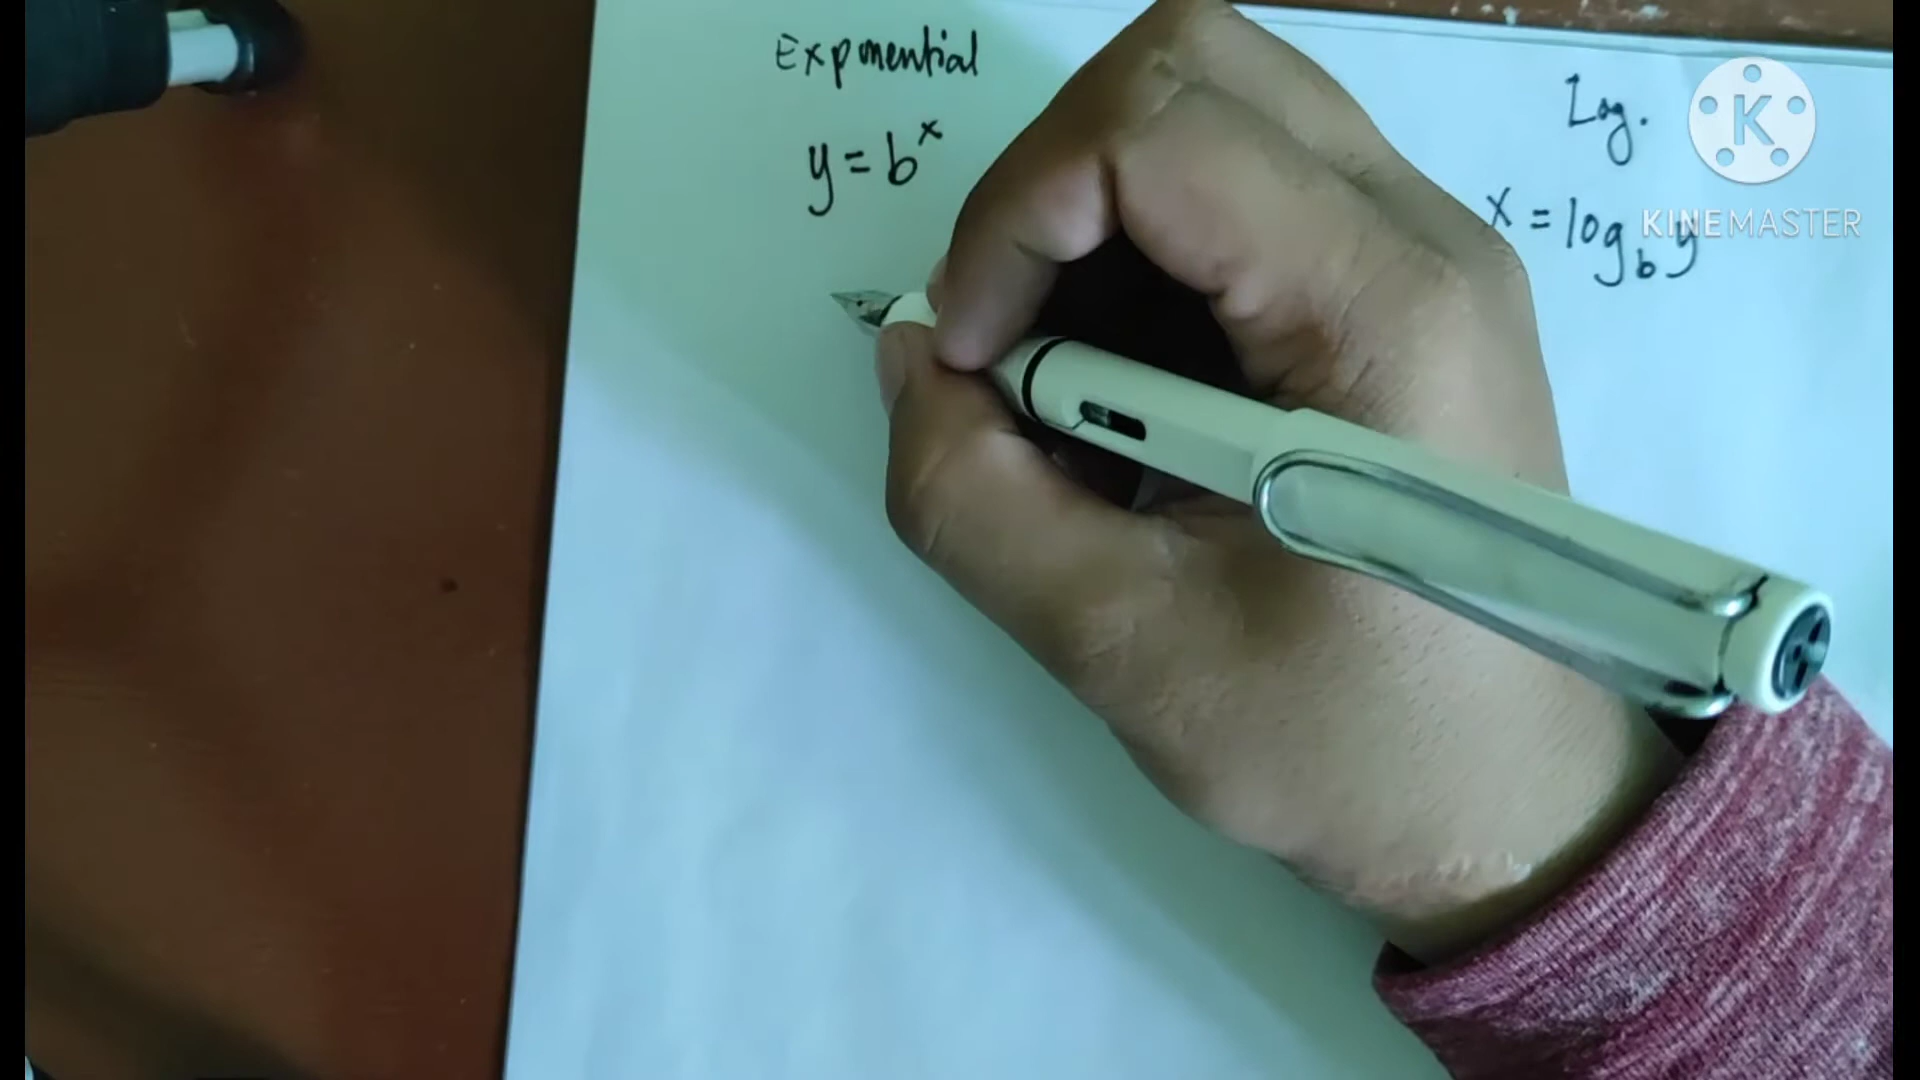 Exponential
y = b^x
Log.
x = log_b y
K
KINEMASTER